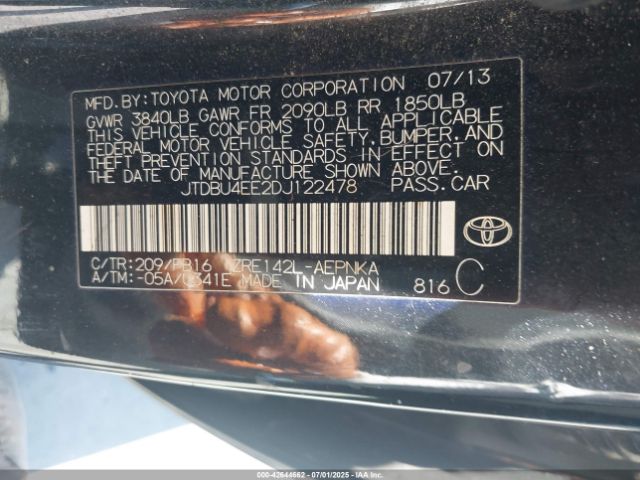 MFD.BY:TOYOTA MOTOR CORPORATION 07/13
GVWR 3840LB GAWR FR 2090LB RR 1850LB
THIS VEHICLE CONFORMS TO ALL APPLICABLE
FEDERAL MOTOR VEHICLE SAFETY,BUMPER,AND
THEFT PREVENTION STANDARDS IN EFFECT ON
THE DATE OF MANUFACTURE SHOWN ABOVE.
JTDBU4EE2DJ122478 PASS.CAR
C/TR:209/FB16 ZRE142L-AEPNKA
A/TM:-05A/U341E MADE IN JAPAN 816 C
000-42644662 | 07/01/2025 | IAAI.COM